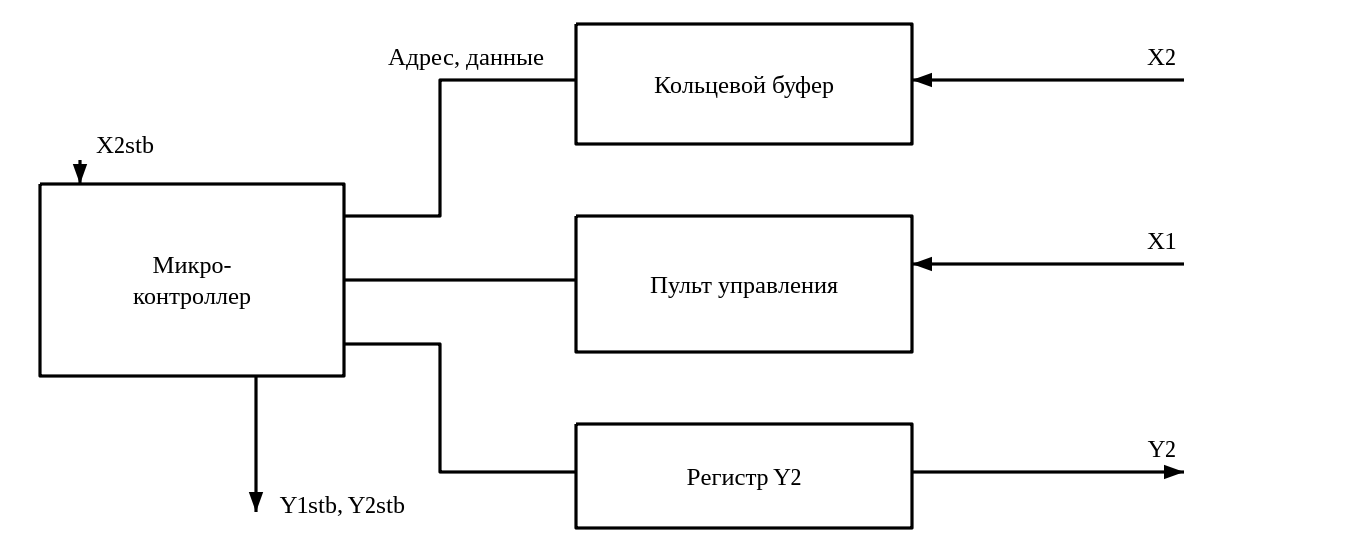 Адрес, данные
Кольцевой буфер
X2
X2stb
Микро-
контроллер
Пульт управления
X1
Регистр Y2
Y2
Y1stb, Y2stb